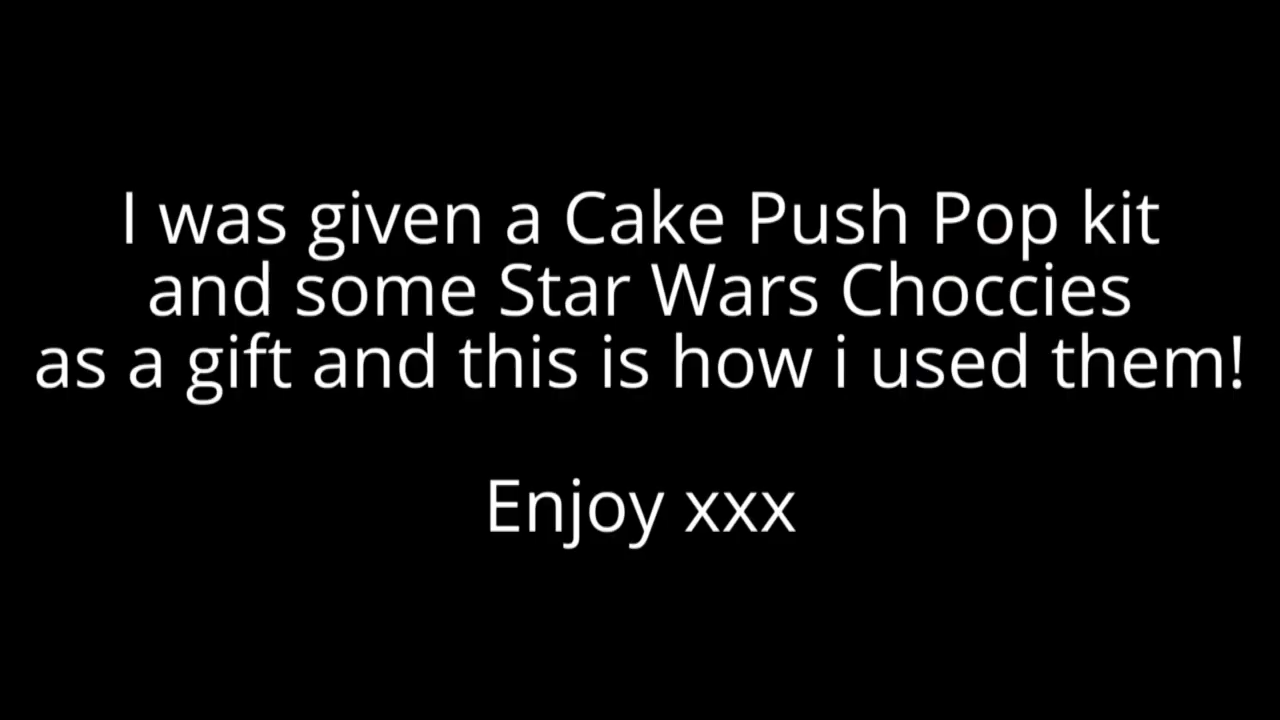 I was given a Cake Push Pop kit
and some Star Wars Choccies
as a gift and this is how i used them!
Enjoy xxx